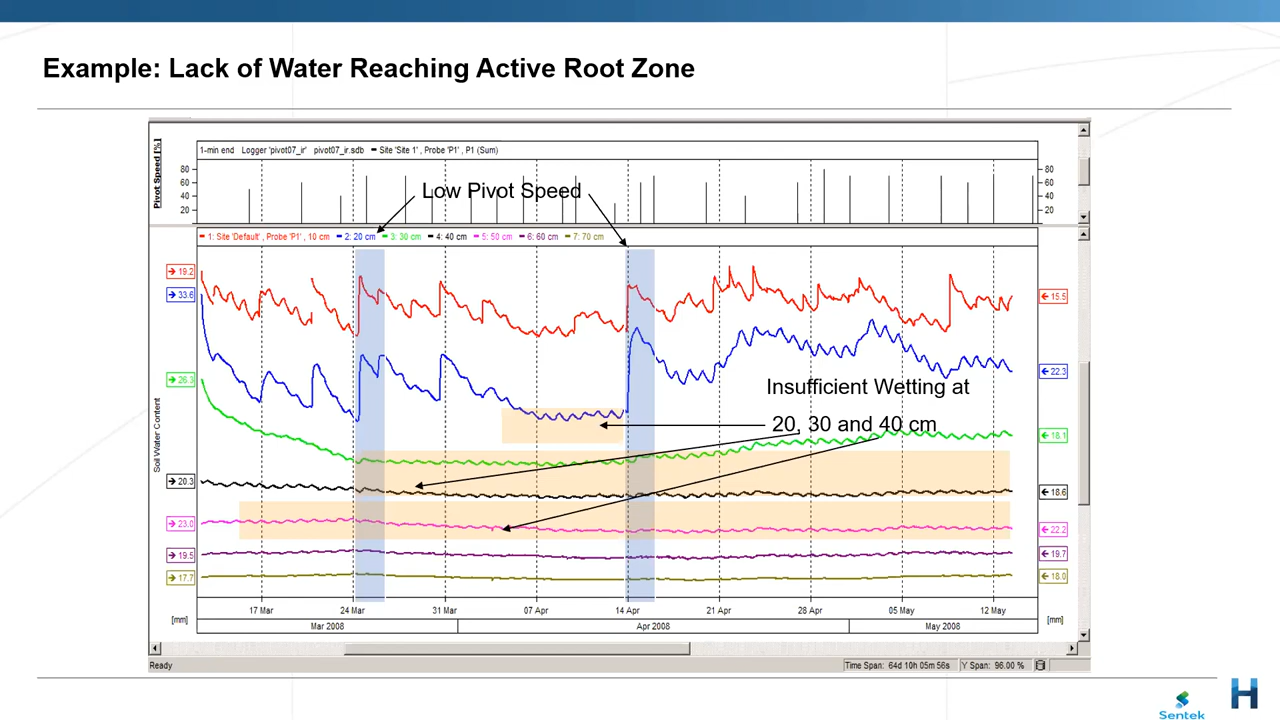 Example: Lack of Water Reaching Active Root Zone
Pivot Speed [%]
1-min end Logger 'pivot07_ir' pivot07_ir.sdb Site 'Site 1' , Probe 'P1' , P1 (Sum)
80 80
60 60
40 40
20 20
Low Pivot Speed
1: Site 'Default' , Probe 'P1' , 10 cm 2: 20 cm 3: 30 cm 4: 40 cm 5: 50 cm 6: 60 cm 7: 70 cm
Soil Water Content
19.2
33.6
15.5
26.3
22.3
Insufficient Wetting at
20, 30 and 40 cm
18.1
20.3
18.6
23.0
22.2
19.5
19.7
17.7
18.0
17 Mar 24 Mar 31 Mar 07 Apr 14 Apr 21 Apr 28 Apr 05 May 12 May
[mm] [mm]
Mar 2008 Apr 2008 May 2008
Ready
Time Span: 64d 10h 05m 56s Y Span: 96.00 %
Sentek
H